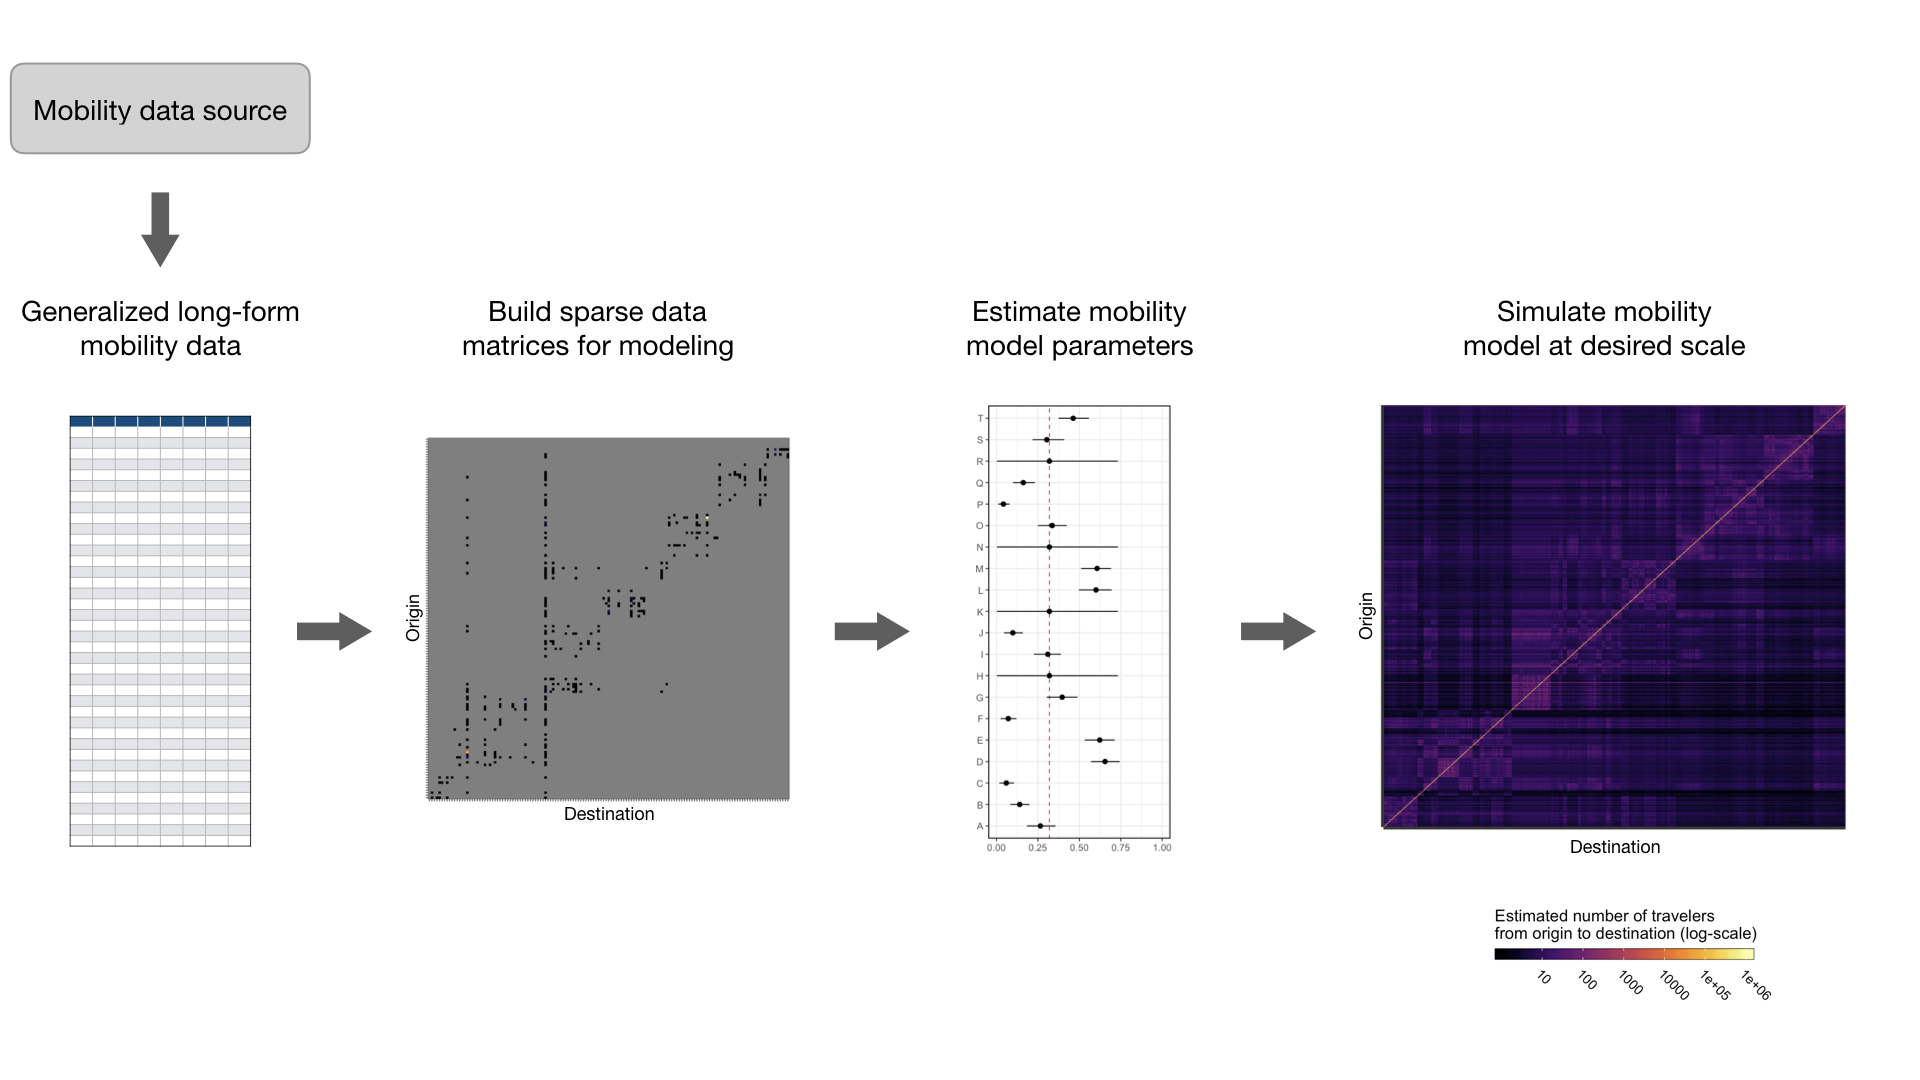 Mobility data source
Generalized long-form
mobility data
Build sparse data
matrices for modeling
Origin
Destination
Estimate mobility
model parameters
T
S
R
Q
P
O
N
M
L
K
J
I
H
G
F
E
D
C
B
A
0.00 0.25 0.50 0.75 1.00
Simulate mobility
model at desired scale
Origin
Destination
Estimated number of travelers
from origin to destination (log-scale)
10 100 1000 10000 1e+05 1e+06